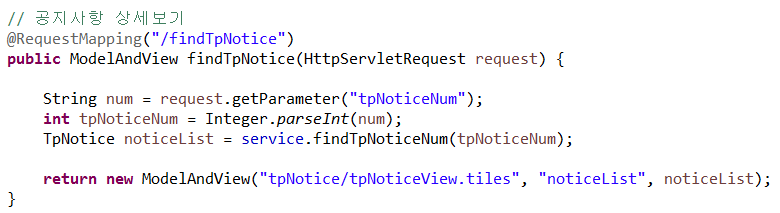 // 공지사항 상세보기
@RequestMapping("/findTpNotice")
public ModelAndView findTpNotice(HttpServletRequest request) {
String num = request.getParameter("tpNoticeNum");
int tpNoticeNum = Integer.parseInt(num);
TpNotice noticeList = service.findTpNoticeNum(tpNoticeNum);
return new ModelAndView("tpNotice/tpNoticeView.tiles", "noticeList", noticeList);
}